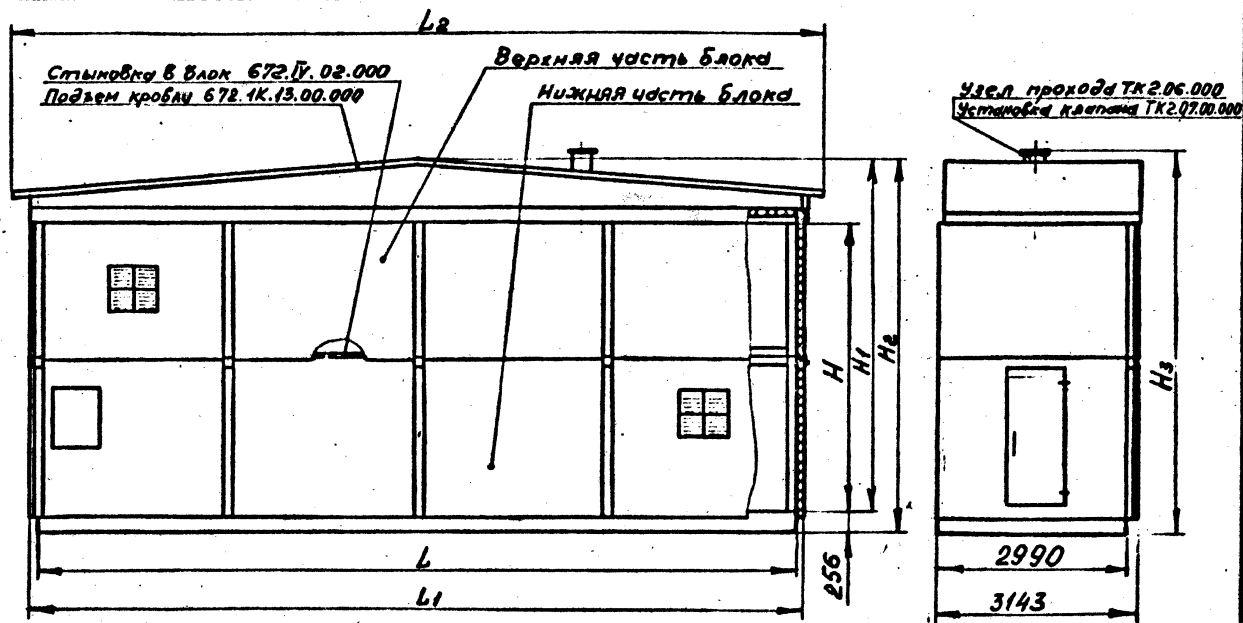 L2
Стыковка в блок 672.IV.02.000
Подъем кровли 672.1К.13.00.000
Верхняя часть блока
Нижняя часть блока
Узел прохода ТК2.06.000
Установка клапана ТК2.07.00.000
H
H1
H2
H3
256
L
L1
2990
3143